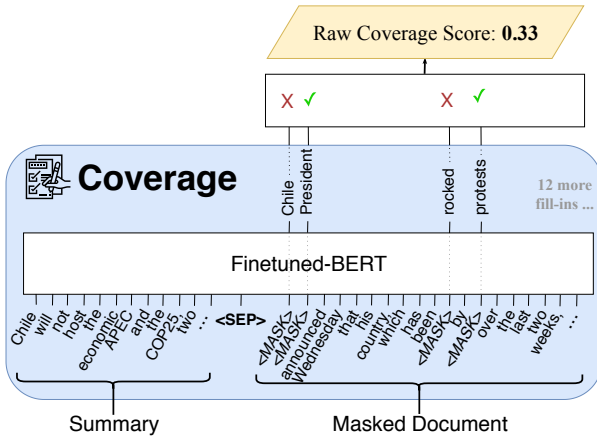 Raw Coverage Score: 0.33
X ✓ X ✓
Coverage
Chile
President
rocked
protests
12 more
fill-ins ...
Finetuned-BERT
Chile
will
not
host
the
economic
APEC
and
the
COP25,
two
...
<SEP>
<MASK>
<MASK>
announced
Wednesday
that
his
country,
which
has
been
<MASK>
by
<MASK>
over
the
last
two
weeks,
...
Summary
Masked Document